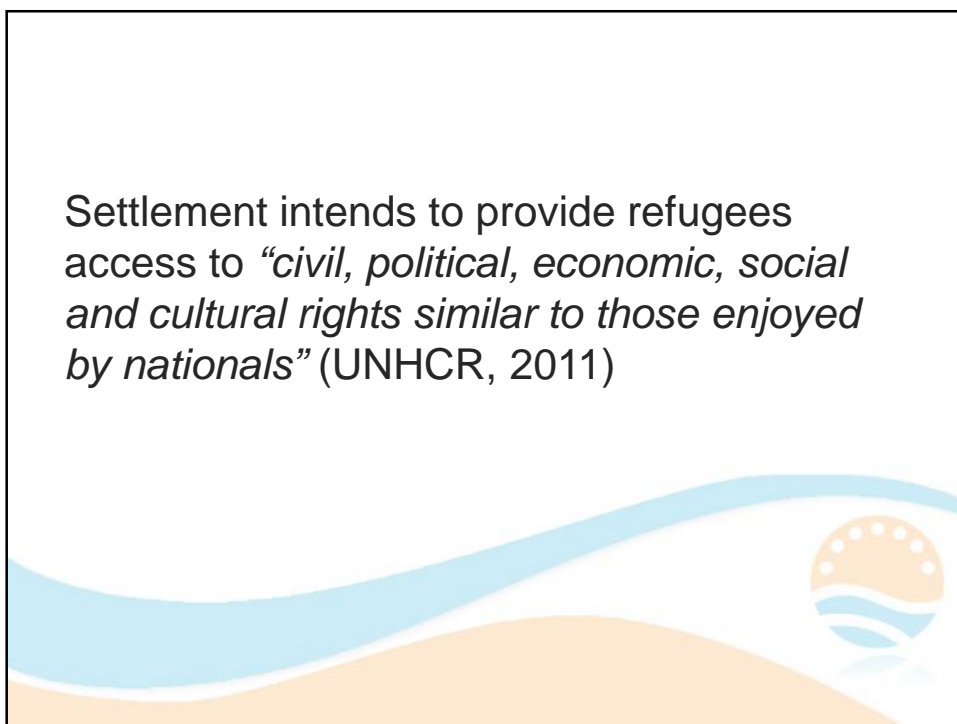 Settlement intends to provide refugees
access to “civil, political, economic, social
and cultural rights similar to those enjoyed
by nationals” (UNHCR, 2011)